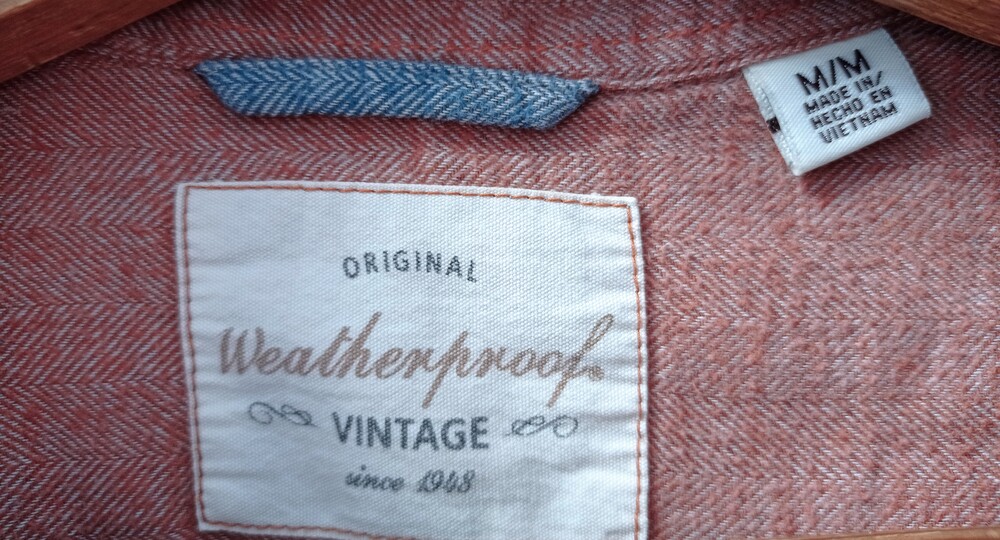 M/M
MADE IN/
HECHO EN
VIETNAM
ORIGINAL
Weatherproof®
VINTAGE
since 1948